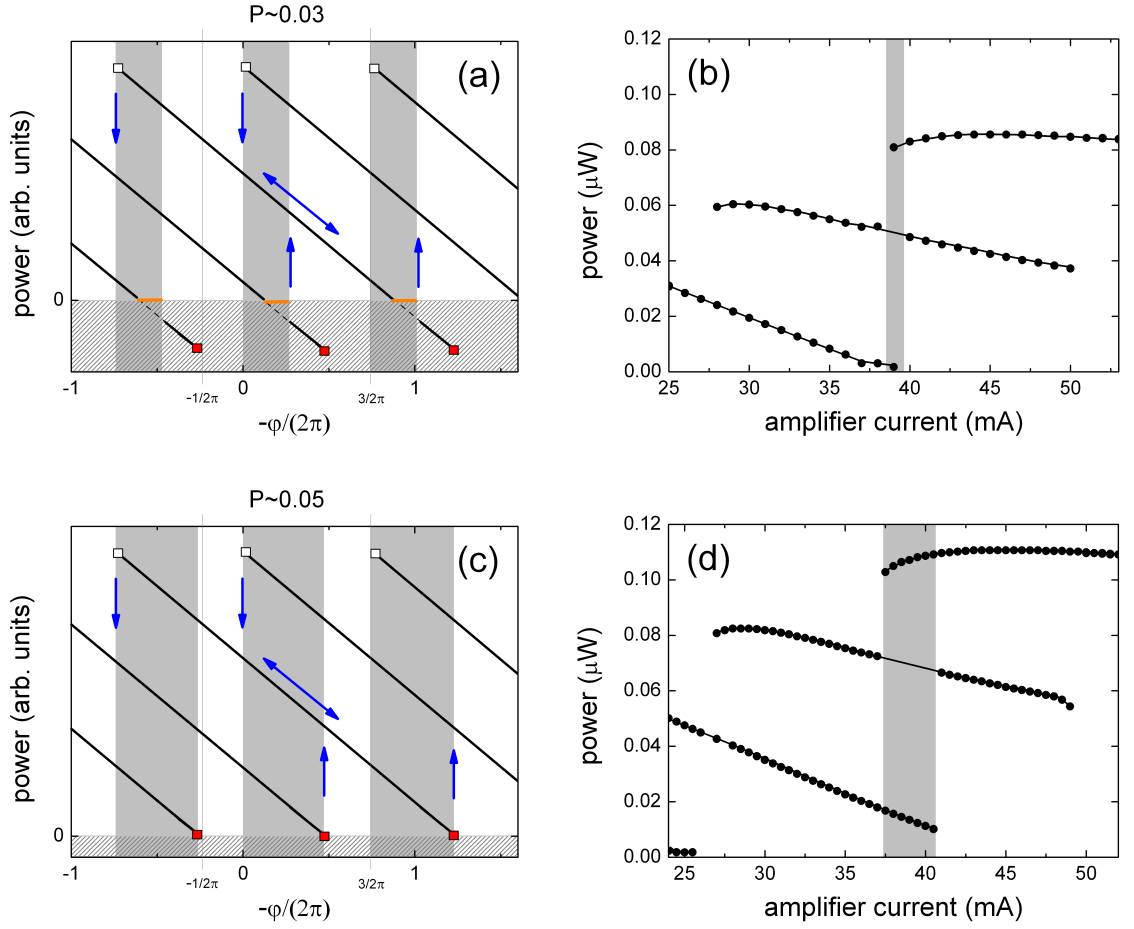 P~0.03
(a)
power (arb. units)
0
-1
0
1
-1/2π
3/2π
-φ/(2π)
(b)
power (μW)
0.12
0.10
0.08
0.06
0.04
0.02
0.00
25
30
35
40
45
50
amplifier current (mA)
P~0.05
(c)
power (arb. units)
0
-1
0
1
-1/2π
3/2π
-φ/(2π)
(d)
power (μW)
0.12
0.10
0.08
0.06
0.04
0.02
0.00
25
30
35
40
45
50
amplifier current (mA)